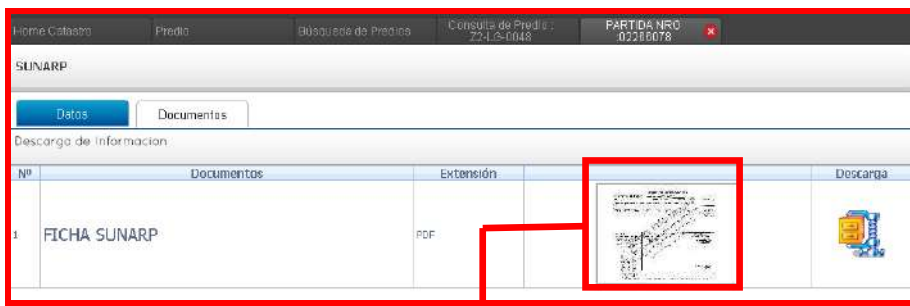 Home Catastro Predio Búsqueda de Predios Consulta de Predio : Z2-LG-0048 PARTIDA NRO :02206078
SUNARP
Datos Documentos
Descarga de Informacion
Nº Documentos Extensión Descarga
1 FICHA SUNARP PDF